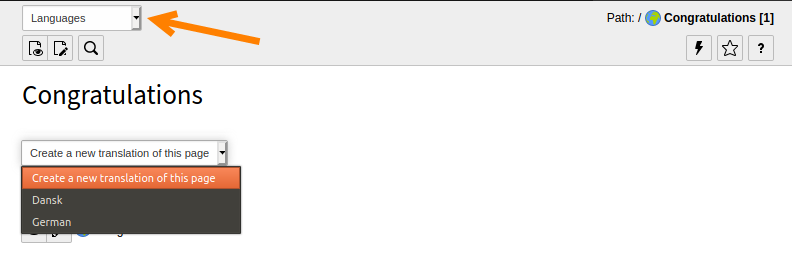 Languages
Path: / Congratulations [1]
?
Congratulations
Create a new translation of this page
Create a new translation of this page
Dansk
German